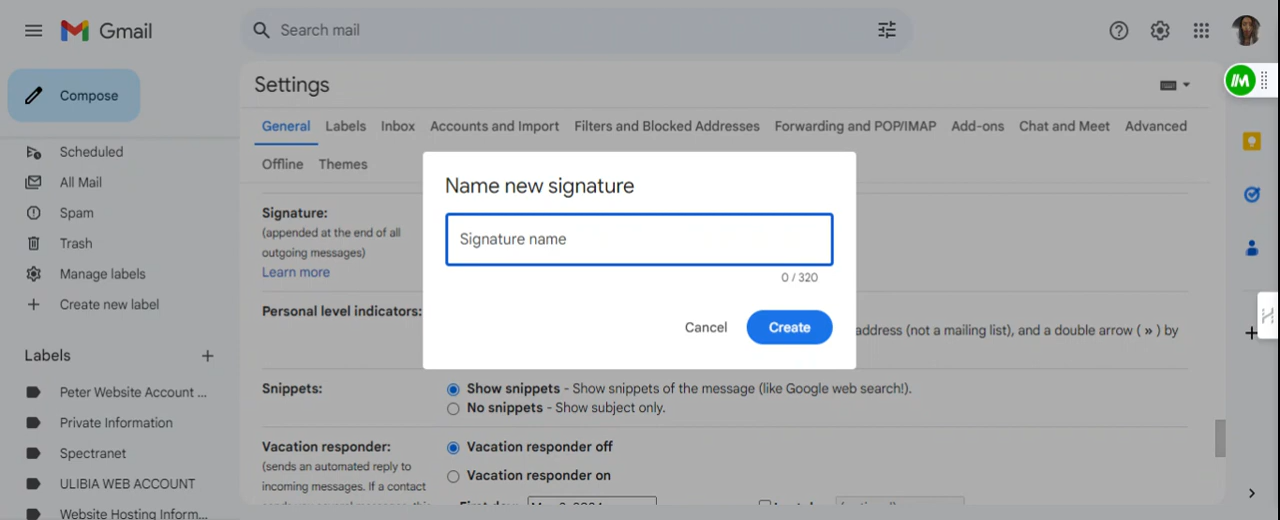 Gmail
Search mail
Compose
Settings
General Labels Inbox Accounts and Import Filters and Blocked Addresses Forwarding and POP/IMAP Add-ons Chat and Meet Advanced
Offline Themes
Scheduled
All Mail
Spam
Trash
Manage labels
Create new label
Labels
Peter Website Account ...
Private Information
Spectranet
ULIBIA WEB ACCOUNT
Website Hosting Inform...
Signature:
(appended at the end of all
outgoing messages)
Learn more
Name new signature
Signature name
0 / 320
Cancel Create
Personal level indicators:
address (not a mailing list), and a double arrow ( » ) by
Snippets:
Show snippets - Show snippets of the message (like Google web search!).
No snippets - Show subject only.
Vacation responder:
(sends an automated reply to
incoming messages. If a contact
Vacation responder off
Vacation responder on